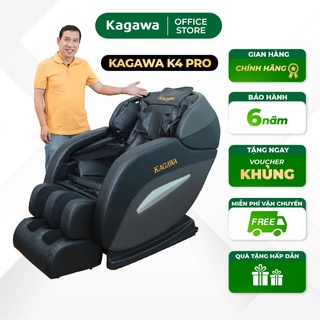 Kagawa
OFFICE
STORE
KAGAWA K4 PRO
KAGAWA
KAGAWA
GIAN HÀNG
CHÍNH HÃNG
BẢO HÀNH
6 năm
TẶNG NGAY
VOUCHER
KHỦNG
MIỄN PHÍ VẬN CHUYỂN
FREE
QUÀ TẶNG HẤP DẪN